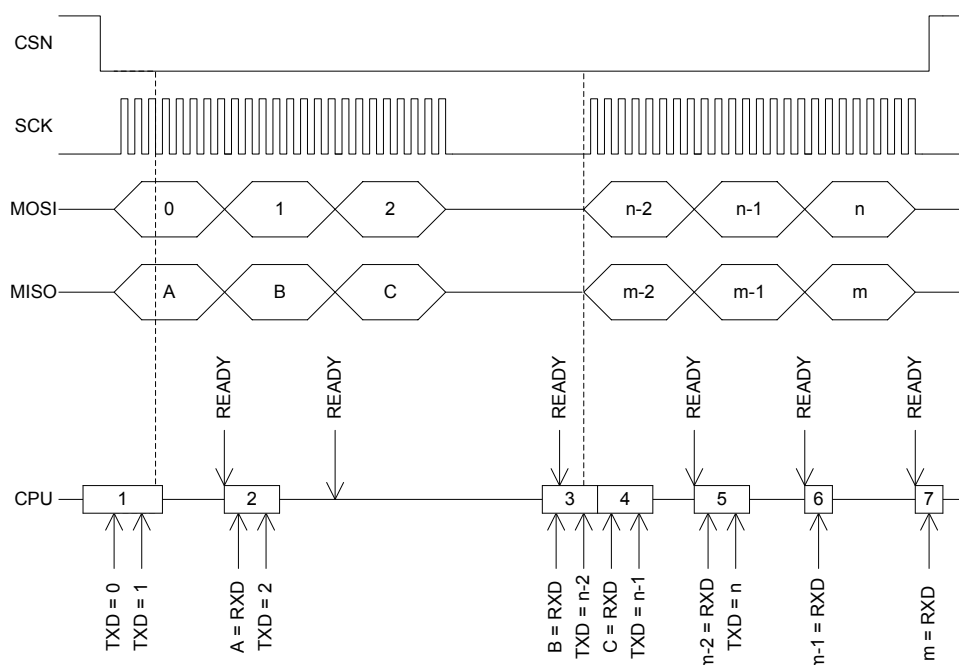 CSN
SCK
MOSI
0
1
2
n-2
n-1
n
MISO
A
B
C
m-2
m-1
m
READY
READY
READY
READY
READY
READY
CPU
1
2
3
4
5
6
7
TXD = 0
TXD = 1
A = RXD
TXD = 2
B = RXD
TXD = n-2
C = RXD
TXD = n-1
m-2 = RXD
TXD = n
m-1 = RXD
m = RXD